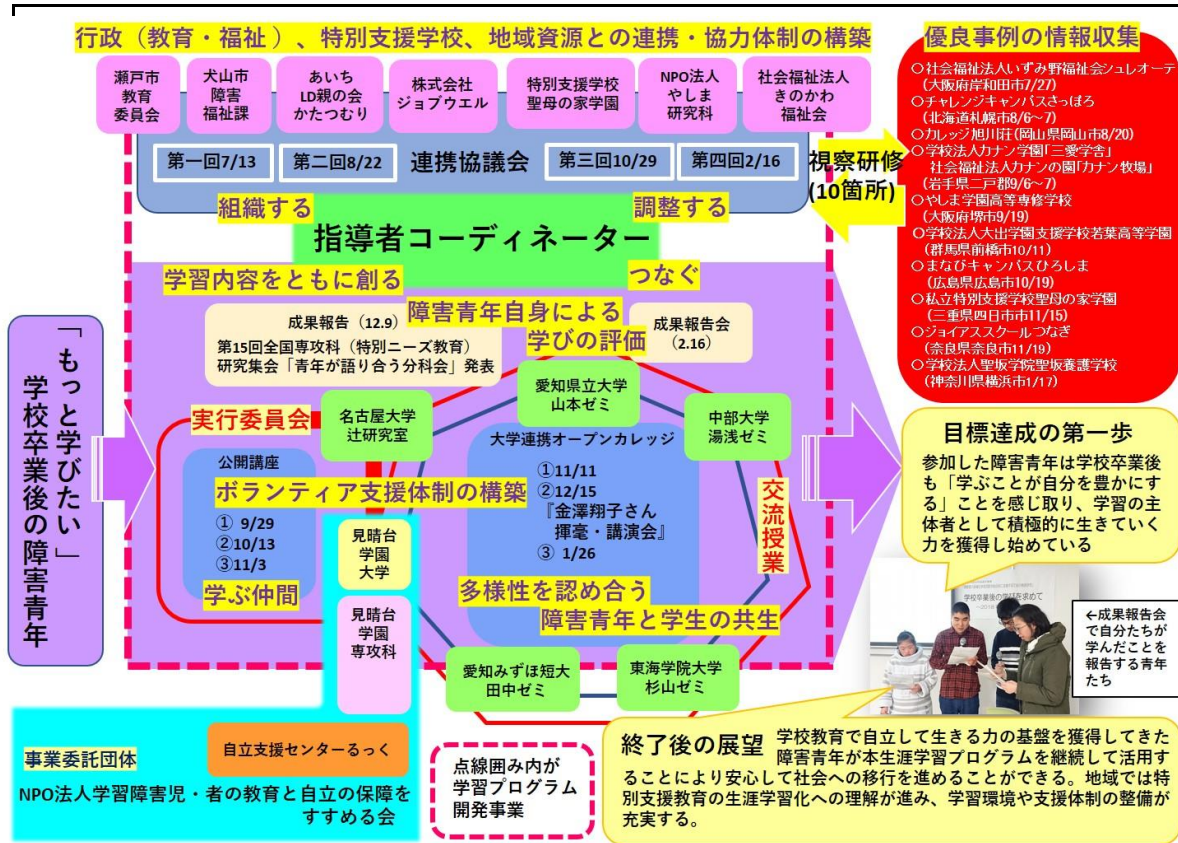 行政（教育・福祉）、特別支援学校、地域資源との連携・協力体制の構築
瀬戸市
教育
委員会
犬山市
障害
福祉課
あいち
LD親の会
かたつむり
株式会社
ジョブウエル
特別支援学校
聖母の家学園
NPO法人
やしま
研究科
社会福祉法人
きのかわ
福祉会
第一回7/13
第二回8/22
連携協議会
第三回10/29
第四回2/16
視察研修
(10箇所)
組織する
調整する
指導者コーディネーター
優良事例の情報収集
○社会福祉法人いずみ野福祉会シュレオーテ
(大阪府岸和田市7/27)
○チャレンジキャンパスさっぽろ
(北海道札幌市8/6～7)
○カレッジ旭川荘(岡山県岡山市8/20)
○学校法人カナン学園「三愛学舎」
社会福祉法人カナンの園「カナン牧場」
(岩手県二戸郡9/6～7)
○やしま学園高等専修学校
(大阪府堺市9/19)
○学校法人大出学園支援学校若葉高等学園
(群馬県前橋市10/11)
○まなびキャンパスひろしま
(広島県広島市10/19)
○私立特別支援学校聖母の家学園
(三重県四日市市11/15)
○ジョイアススクールつなぎ
(奈良県奈良市11/19)
○学校法人聖坂学院聖坂養護学校
(神奈川県横浜市1/17)
「もっと学びたい」
学校卒業後の障害青年
学習内容をともに創る
つなぐ
障害青年自身による
学びの評価
成果報告（12.9）
第15回全国専攻科（特別ニーズ教育）
研究集会「青年が語り合う分科会」発表
成果報告会
(2.16)
実行委員会
名古屋大学
辻研究室
愛知県立大学
山本ゼミ
中部大学
湯浅ゼミ
公開講座
① 9/29
②10/13
③11/3
ボランティア支援体制の構築
大学連携オープンカレッジ
①11/11
②12/15
『金澤翔子さん
揮毫・講演会』
③ 1/26
交流授業
学ぶ仲間
見晴台
学園
大学
見晴台
学園
専攻科
多様性を認め合う
障害青年と学生の共生
愛知みずほ短大
田中ゼミ
東海学院大学
杉山ゼミ
目標達成の第一歩
参加した障害青年は学校卒業後
も「学ぶことが自分を豊かにす
る」ことを感じ取り、学習の主
体者として積極的に生きていく
力を獲得し始めている
学校卒業後の学びを求めて
←成果報告会
で自分たちが
学んだことを
報告する青年
たち
事業委託団体
自立支援センターるっく
NPO法人学習障害児・者の教育と自立の保障を
すすめる会
点線囲み内が
学習プログラム
開発事業
終了後の展望 学校教育で自立して生きる力の基盤を獲得してきた
障害青年が本生涯学習プログラムを継続して活用す
ることにより安心して社会への移行を進めることができる。地域では特
別支援教育の生涯学習化への理解が進み、学習環境や支援体制の整備が
充実する。